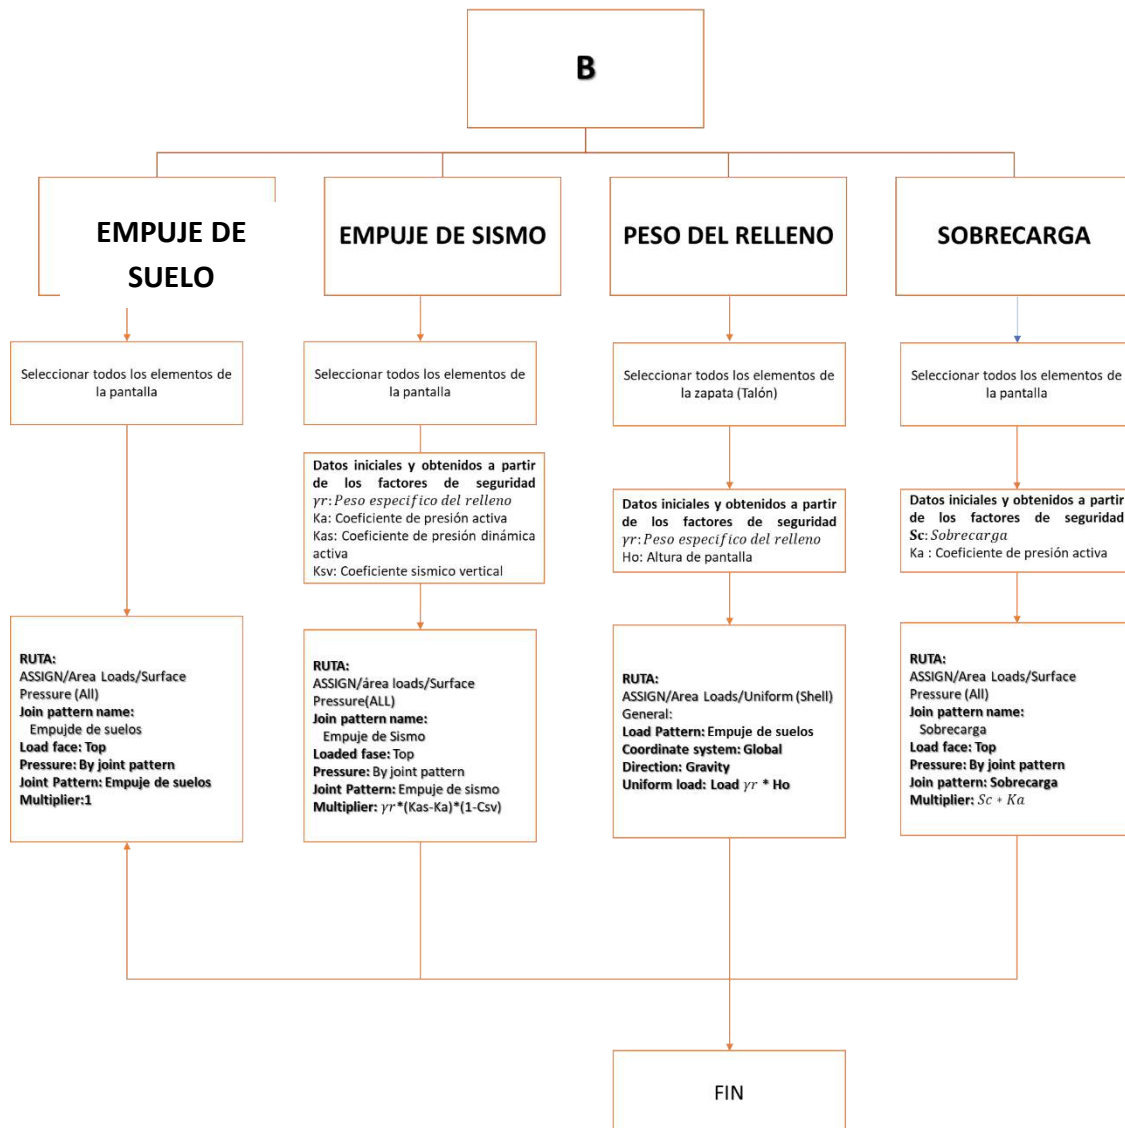 B
EMPUJE DE
SUELO
EMPUJE DE SISMO
PESO DEL RELLENO
SOBRECARGA
Seleccionar todos los elementos de
la pantalla
Seleccionar todos los elementos de
la pantalla
Seleccionar todos los elementos de
la zapata (Talón)
Seleccionar todos los elementos de
la pantalla
Datos iniciales y obtenidos a partir
de los factores de seguridad
γr: Peso especifico del relleno
Ka: Coeficiente de presión activa
Kas: Coeficiente de presión dinámica
activa
Ksv: Coeficiente sismico vertical
Datos iniciales y obtenidos a partir
de los factores de seguridad
γr: Peso especifico del relleno
Ho: Altura de pantalla
Datos iniciales y obtenidos a partir
de los factores de seguridad
Sc: Sobrecarga
Ka : Coeficiente de presión activa
RUTA:
ASSIGN/Area Loads/Surface
Pressure (All)
Join pattern name:
Empujde de suelos
Load face: Top
Pressure: By joint pattern
Joint Pattern: Empuje de suelos
Multiplier:1
RUTA:
ASSIGN/área loads/Surface
Pressure(ALL)
Join pattern name:
Empuje de Sismo
Loaded fase: Top
Pressure: By joint pattern
Joint Pattern: Empuje de sismo
Multiplier: γr*(Kas-Ka)*(1-Csv)
RUTA:
ASSIGN/Area Loads/Uniform (Shell)
General:
Load Pattern: Empuje de suelos
Coordinate system: Global
Direction: Gravity
Uniform load: Load γr * Ho
RUTA:
ASSIGN/Area Loads/Surface
Pressure (All)
Join pattern name:
Sobrecarga
Load face: Top
Pressure: By joint pattern
Join pattern: Sobrecarga
Multiplier: Sc * Ka
FIN